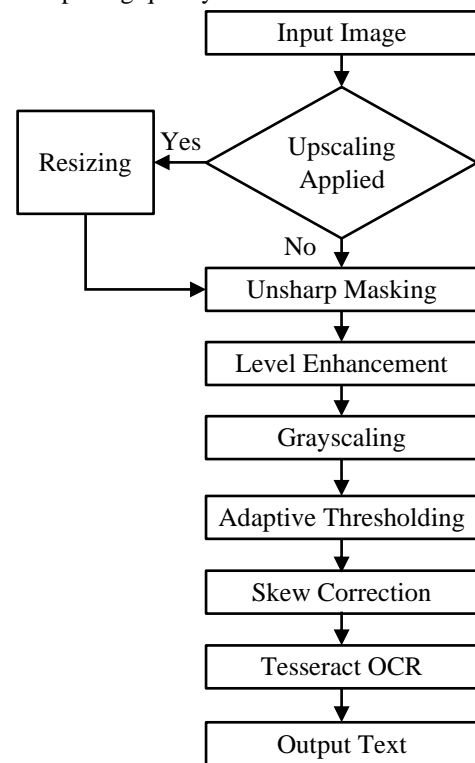 Input Image
Yes
Resizing
Upscaling
Applied
No
Unsharp Masking
Level Enhancement
Grayscaling
Adaptive Thresholding
Skew Correction
Tesseract OCR
Output Text